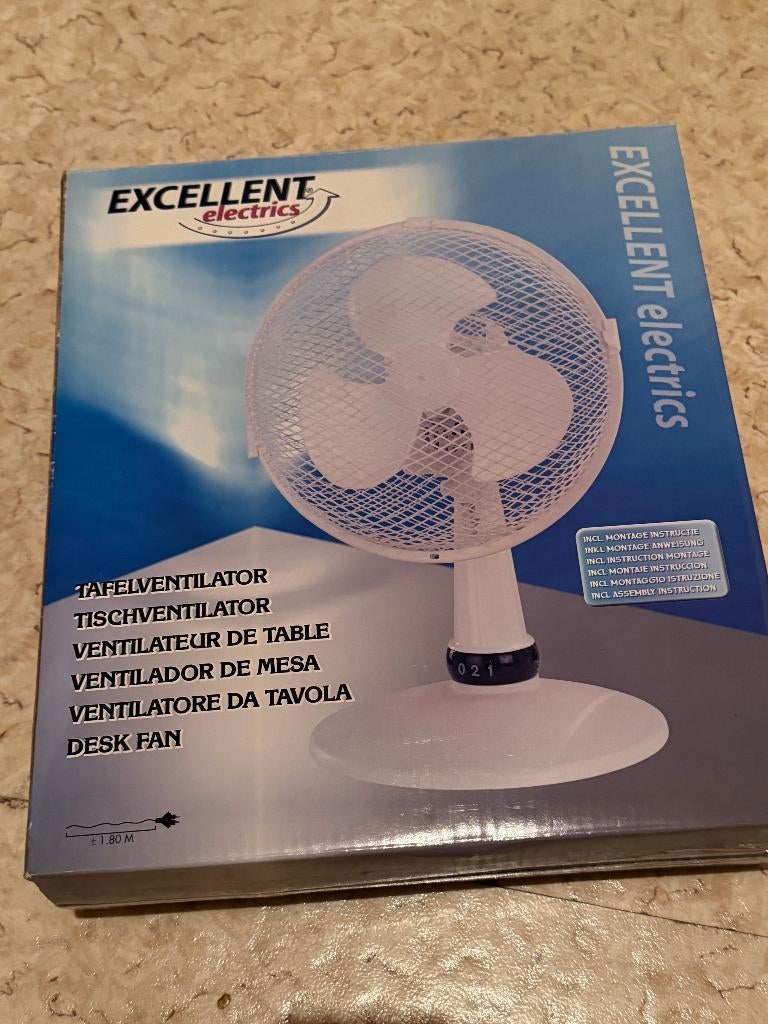 EXCELLENT®
electrics
EXCELLENT electrics
INCL. MONTAGE INSTRUCTIE
INKL. MONTAGE ANWEISUNG
INCL. INSTRUCTION MONTAGE
INCL. MONTAJE INSTRUCCION
INCL. MONTAGGIO ISTRUZIONE
INCL. ASSEMBLY INSTRUCTION
TAFELVENTILATOR
TISCHVENTILATOR
VENTILATEUR DE TABLE
VENTILADOR DE MESA
VENTILATORE DA TAVOLA
DESK FAN
0 2 1
± 1.80 M